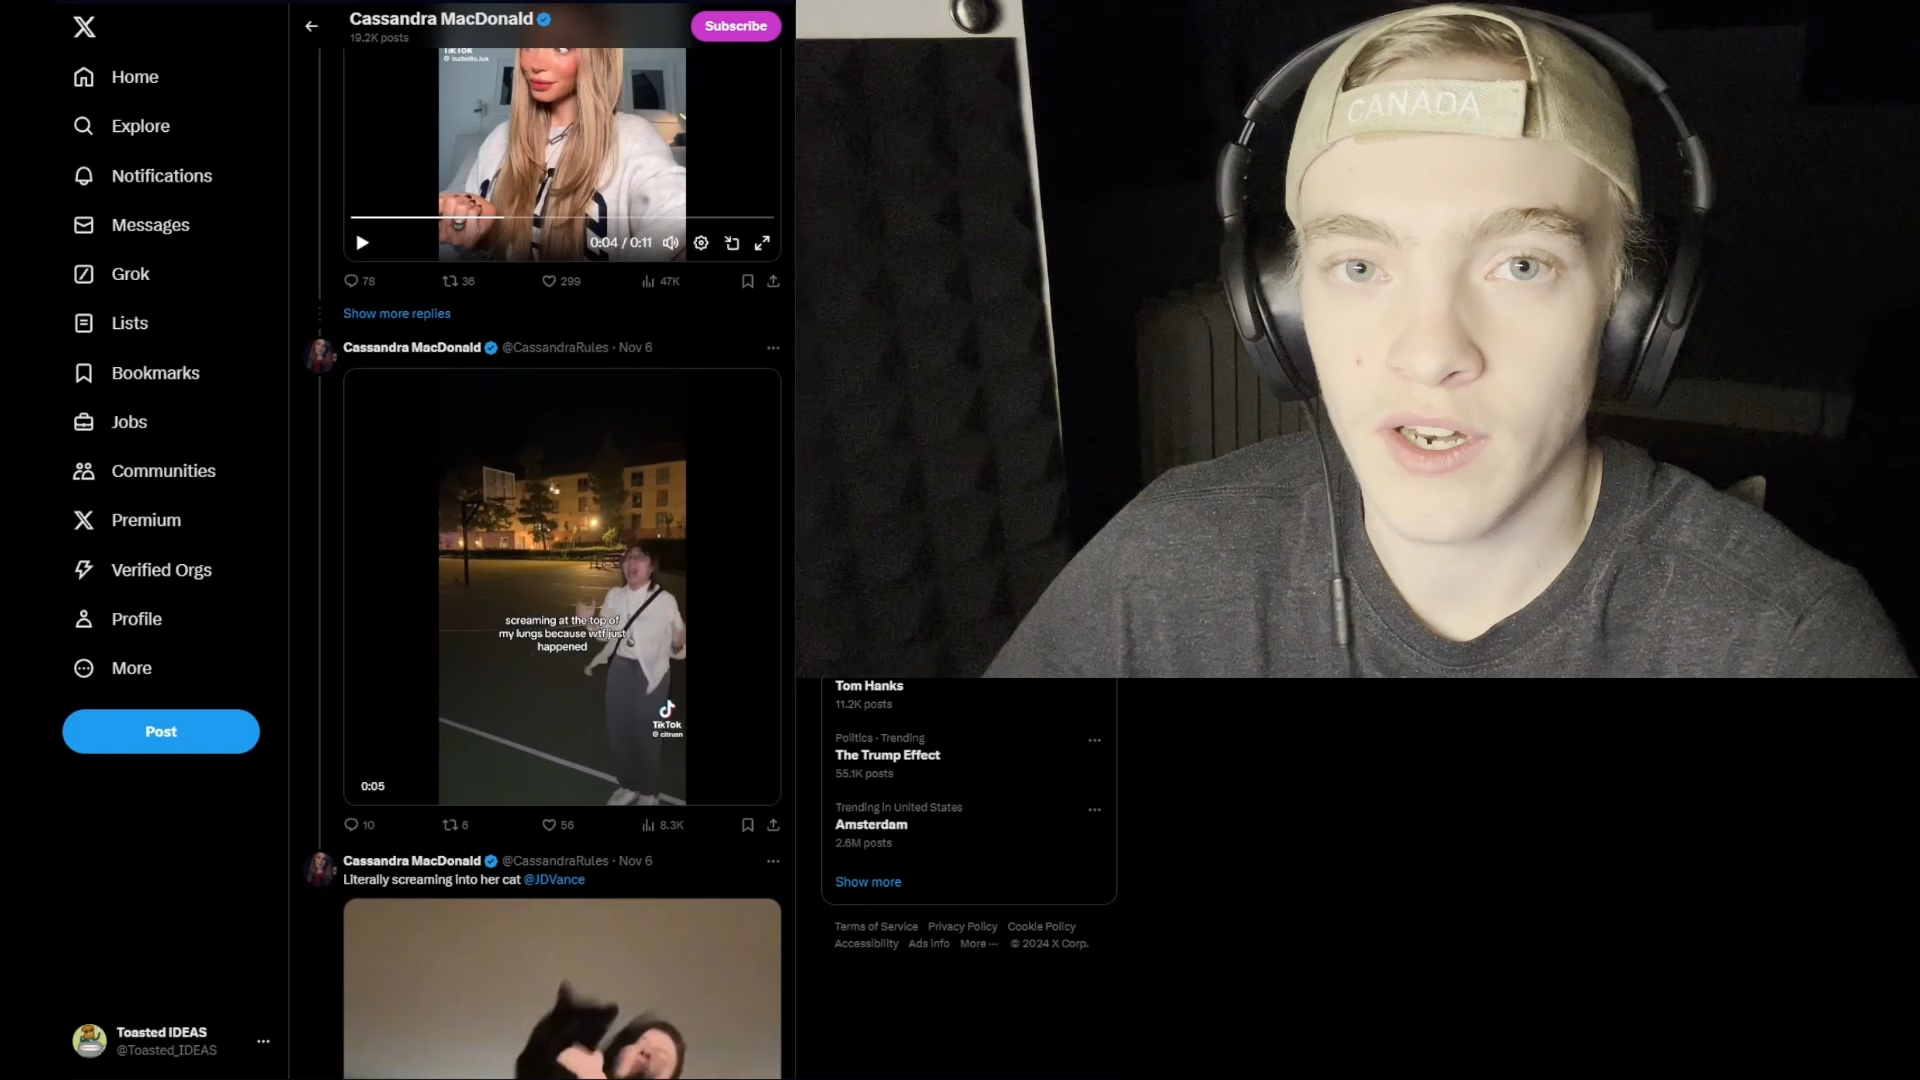 Home
Explore
Notifications
Messages
Grok
Lists
Bookmarks
Jobs
Communities
Premium
Verified Orgs
Profile
More
Post
Toasted IDEAS
@Toasted_IDEAS
Cassandra MacDonald
19.2K posts
Subscribe
TikTok
0:04 / 0:11
78
36
299
47K
Show more replies
Cassandra MacDonald @CassandraRules · Nov 6
screaming at the top of
my lungs because wtf just
happened
TikTok
@ citrusn
0:05
10
6
56
8.3K
Cassandra MacDonald @CassandraRules · Nov 6
Literally screaming into her cat @JDVance
CANADA
Tom Hanks
11.2K posts
Politics · Trending
The Trump Effect
55.1K posts
Trending in United States
Amsterdam
2.6M posts
Show more
Terms of Service Privacy Policy Cookie Policy
Accessibility Ads info More ··· © 2024 X Corp.